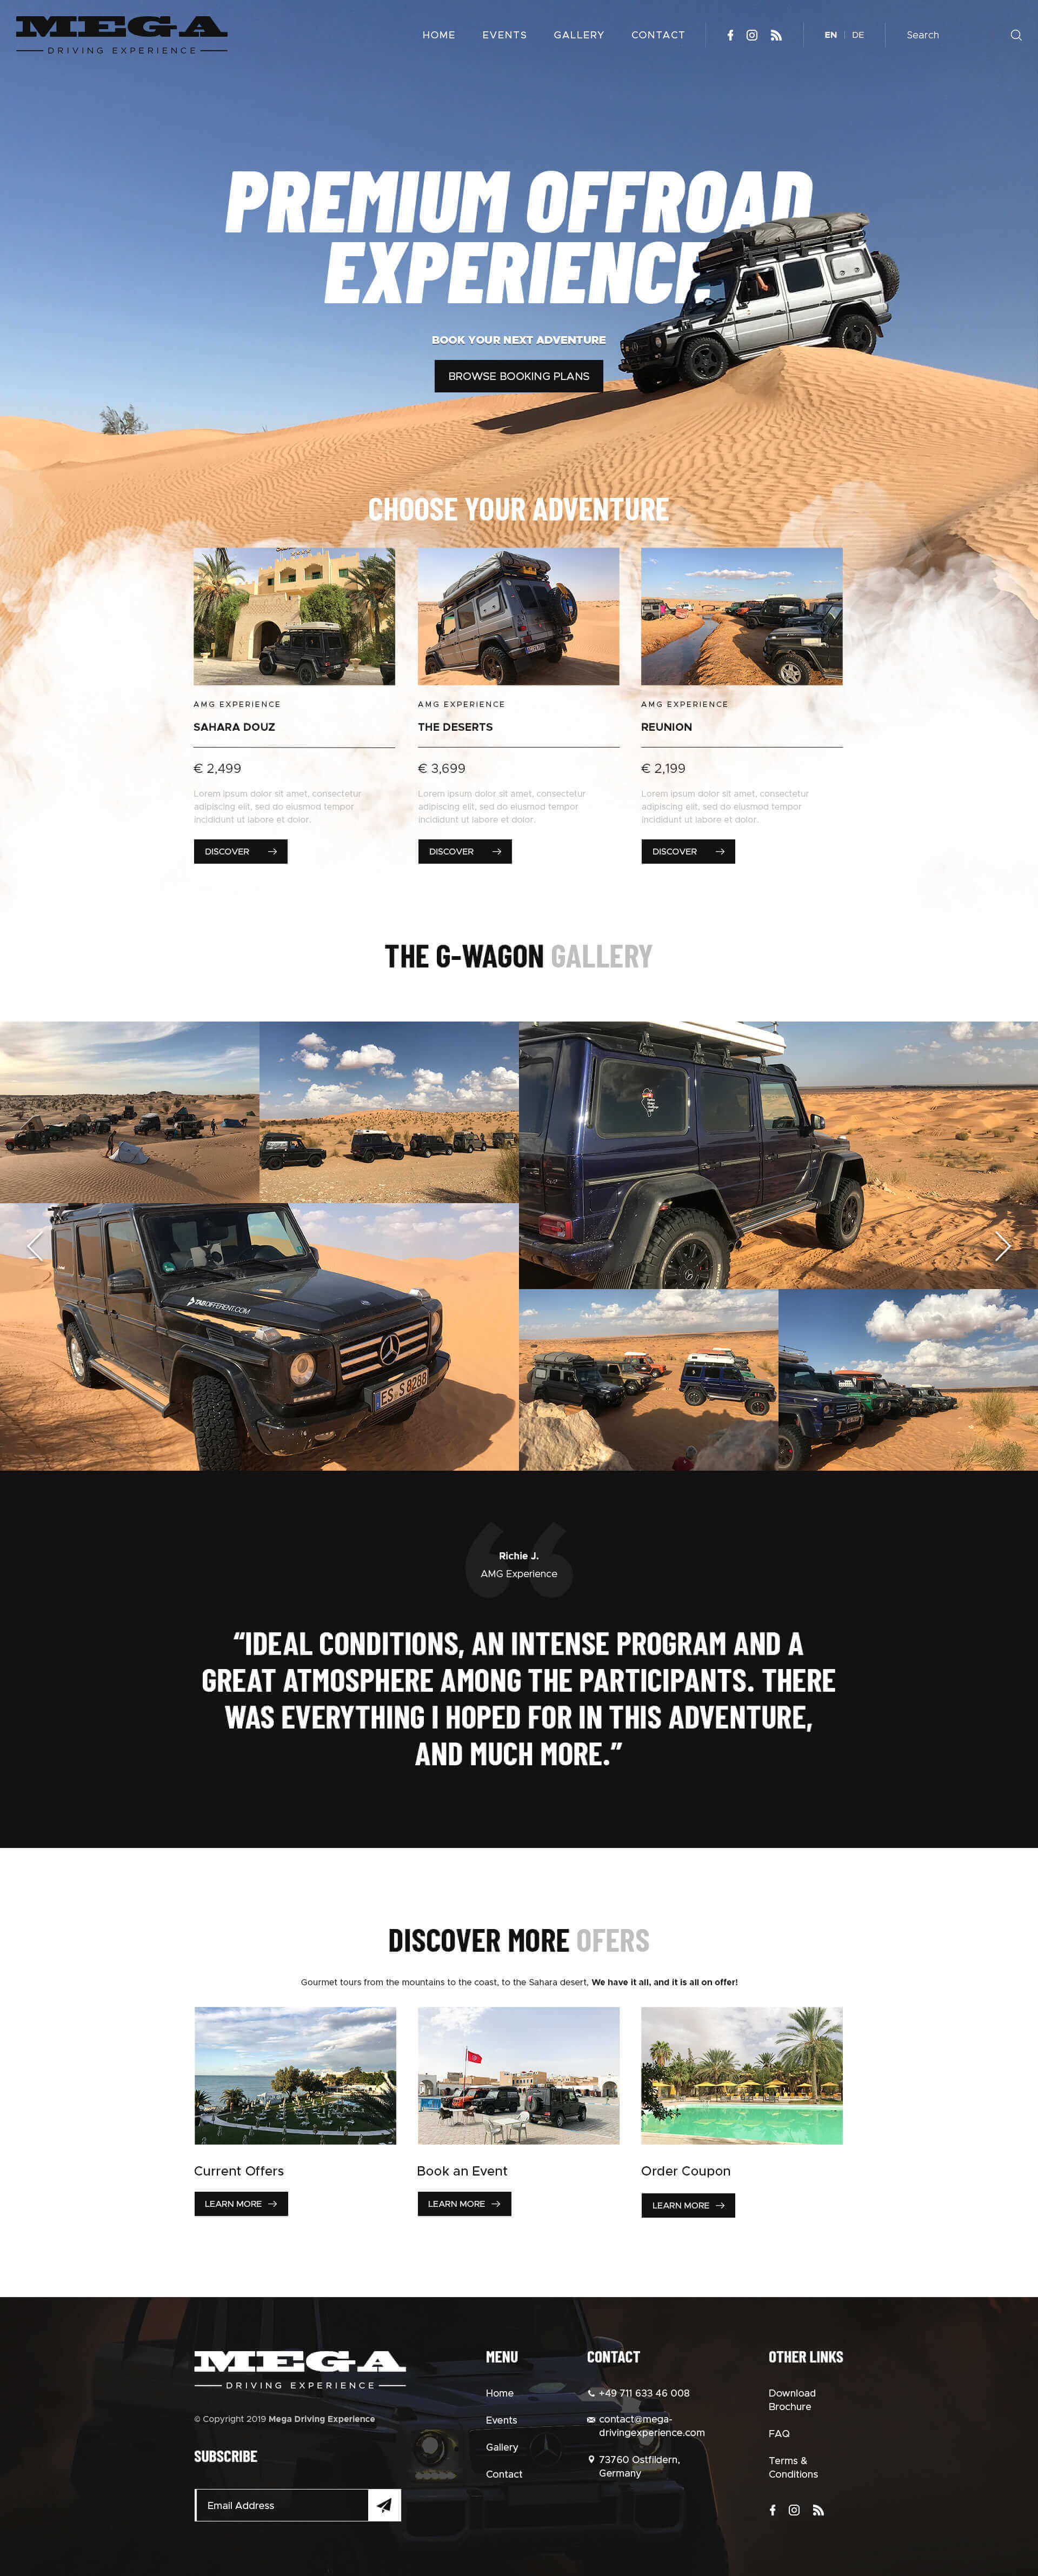 MEGA
DRIVING EXPERIENCE
HOME EVENTS GALLERY CONTACT EN DE Search
PREMIUM OFFROAD
EXPERIENCE
BOOK YOUR NEXT ADVENTURE
BROWSE BOOKING PLANS
CHOOSE YOUR ADVENTURE
AMG EXPERIENCE
SAHARA DOUZ
€ 2,499
Lorem ipsum dolor sit amet, consectetur
adipiscing elit, sed do eiusmod tempor
incididunt ut labore et dolor.
DISCOVER
AMG EXPERIENCE
THE DESERTS
€ 3,699
Lorem ipsum dolor sit amet, consectetur
adipiscing elit, sed do eiusmod tempor
incididunt ut labore et dolor.
DISCOVER
AMG EXPERIENCE
REUNION
€ 2,199
Lorem ipsum dolor sit amet, consectetur
adipiscing elit, sed do eiusmod tempor
incididunt ut labore et dolor.
DISCOVER
THE G-WAGON GALLERY
TABOFFERENT.COM
ES S 8288
“
Richie J.
AMG Experience
“IDEAL CONDITIONS, AN INTENSE PROGRAM AND A
GREAT ATMOSPHERE AMONG THE PARTICIPANTS. THERE
WAS EVERYTHING I HOPED FOR IN THIS ADVENTURE,
AND MUCH MORE.”
DISCOVER MORE OFERS
Gourmet tours from the mountains to the coast, to the Sahara desert, We have it all, and it is all on offer!
Current Offers
LEARN MORE
Book an Event
LEARN MORE
Order Coupon
LEARN MORE
MEGA
DRIVING EXPERIENCE
© Copyright 2019 Mega Driving Experience
SUBSCRIBE
Email Address
MENU
Home
Events
Gallery
Contact
CONTACT
+49 711 633 46 008
contact@mega-
drivingexperience.com
73760 Ostfildern,
Germany
OTHER LINKS
Download
Brochure
FAQ
Terms &
Conditions